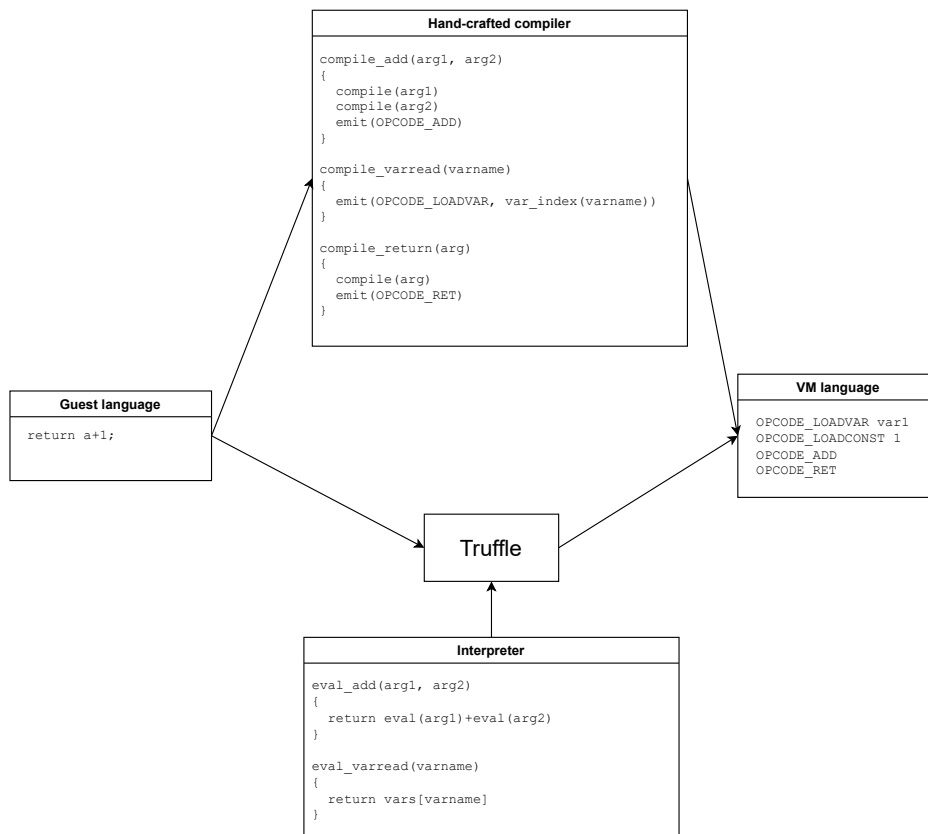 Hand-crafted compiler
compile_add(arg1, arg2)
{
  compile(arg1)
  compile(arg2)
  emit(OPCODE_ADD)
}
compile_varread(varname)
{
  emit(OPCODE_LOADVAR, var_index(varname))
}
compile_return(arg)
{
  compile(arg)
  emit(OPCODE_RET)
}
Guest language
return a+1;
VM language
OPCODE_LOADVAR var1
OPCODE_LOADCONST 1
OPCODE_ADD
OPCODE_RET
Truffle
Interpreter
eval_add(arg1, arg2)
{
  return eval(arg1)+eval(arg2)
}
eval_varread(varname)
{
  return vars[varname]
}